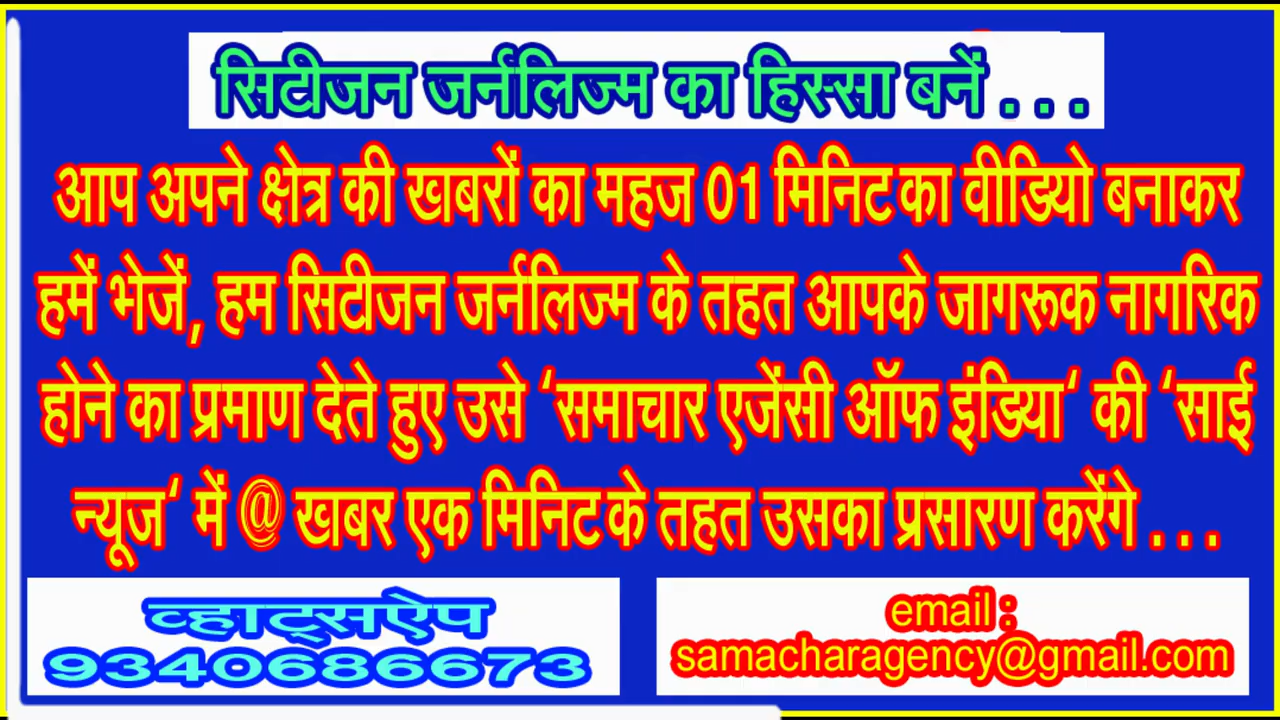 सिटीजन जर्नलिज्म का हिस्सा बनें . . .
आप अपने क्षेत्र की खबरों का महज 01 मिनिट का वीडियो बनाकर
हमें भेजें, हम सिटीजन जर्नलिज्म के तहत आपके जागरूक नागरिक
होने का प्रमाण देते हुए उसे ‘समाचार एजेंसी ऑफ इंडिया‘ की ‘साई
न्यूज‘ में @ खबर एक मिनिट के तहत उसका प्रसारण करेंगे . . .
व्हाट्सऐप
9340686673
email :
samacharagency@gmail.com